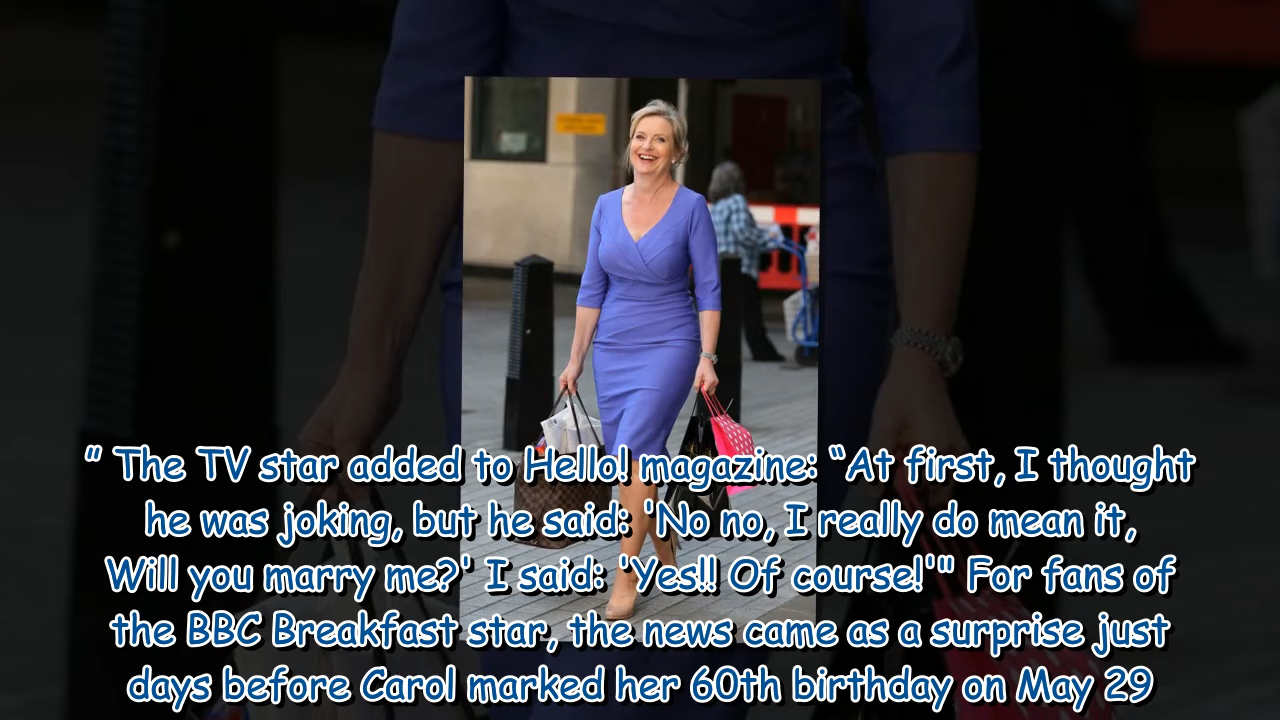 ” The TV star added to Hello! magazine: “At first, I thought
he was joking, but he said: 'No no, I really do mean it,
Will you marry me?' I said: 'Yes!! Of course!'" For fans of
the BBC Breakfast star, the news came as a surprise just
days before Carol marked her 60th birthday on May 29